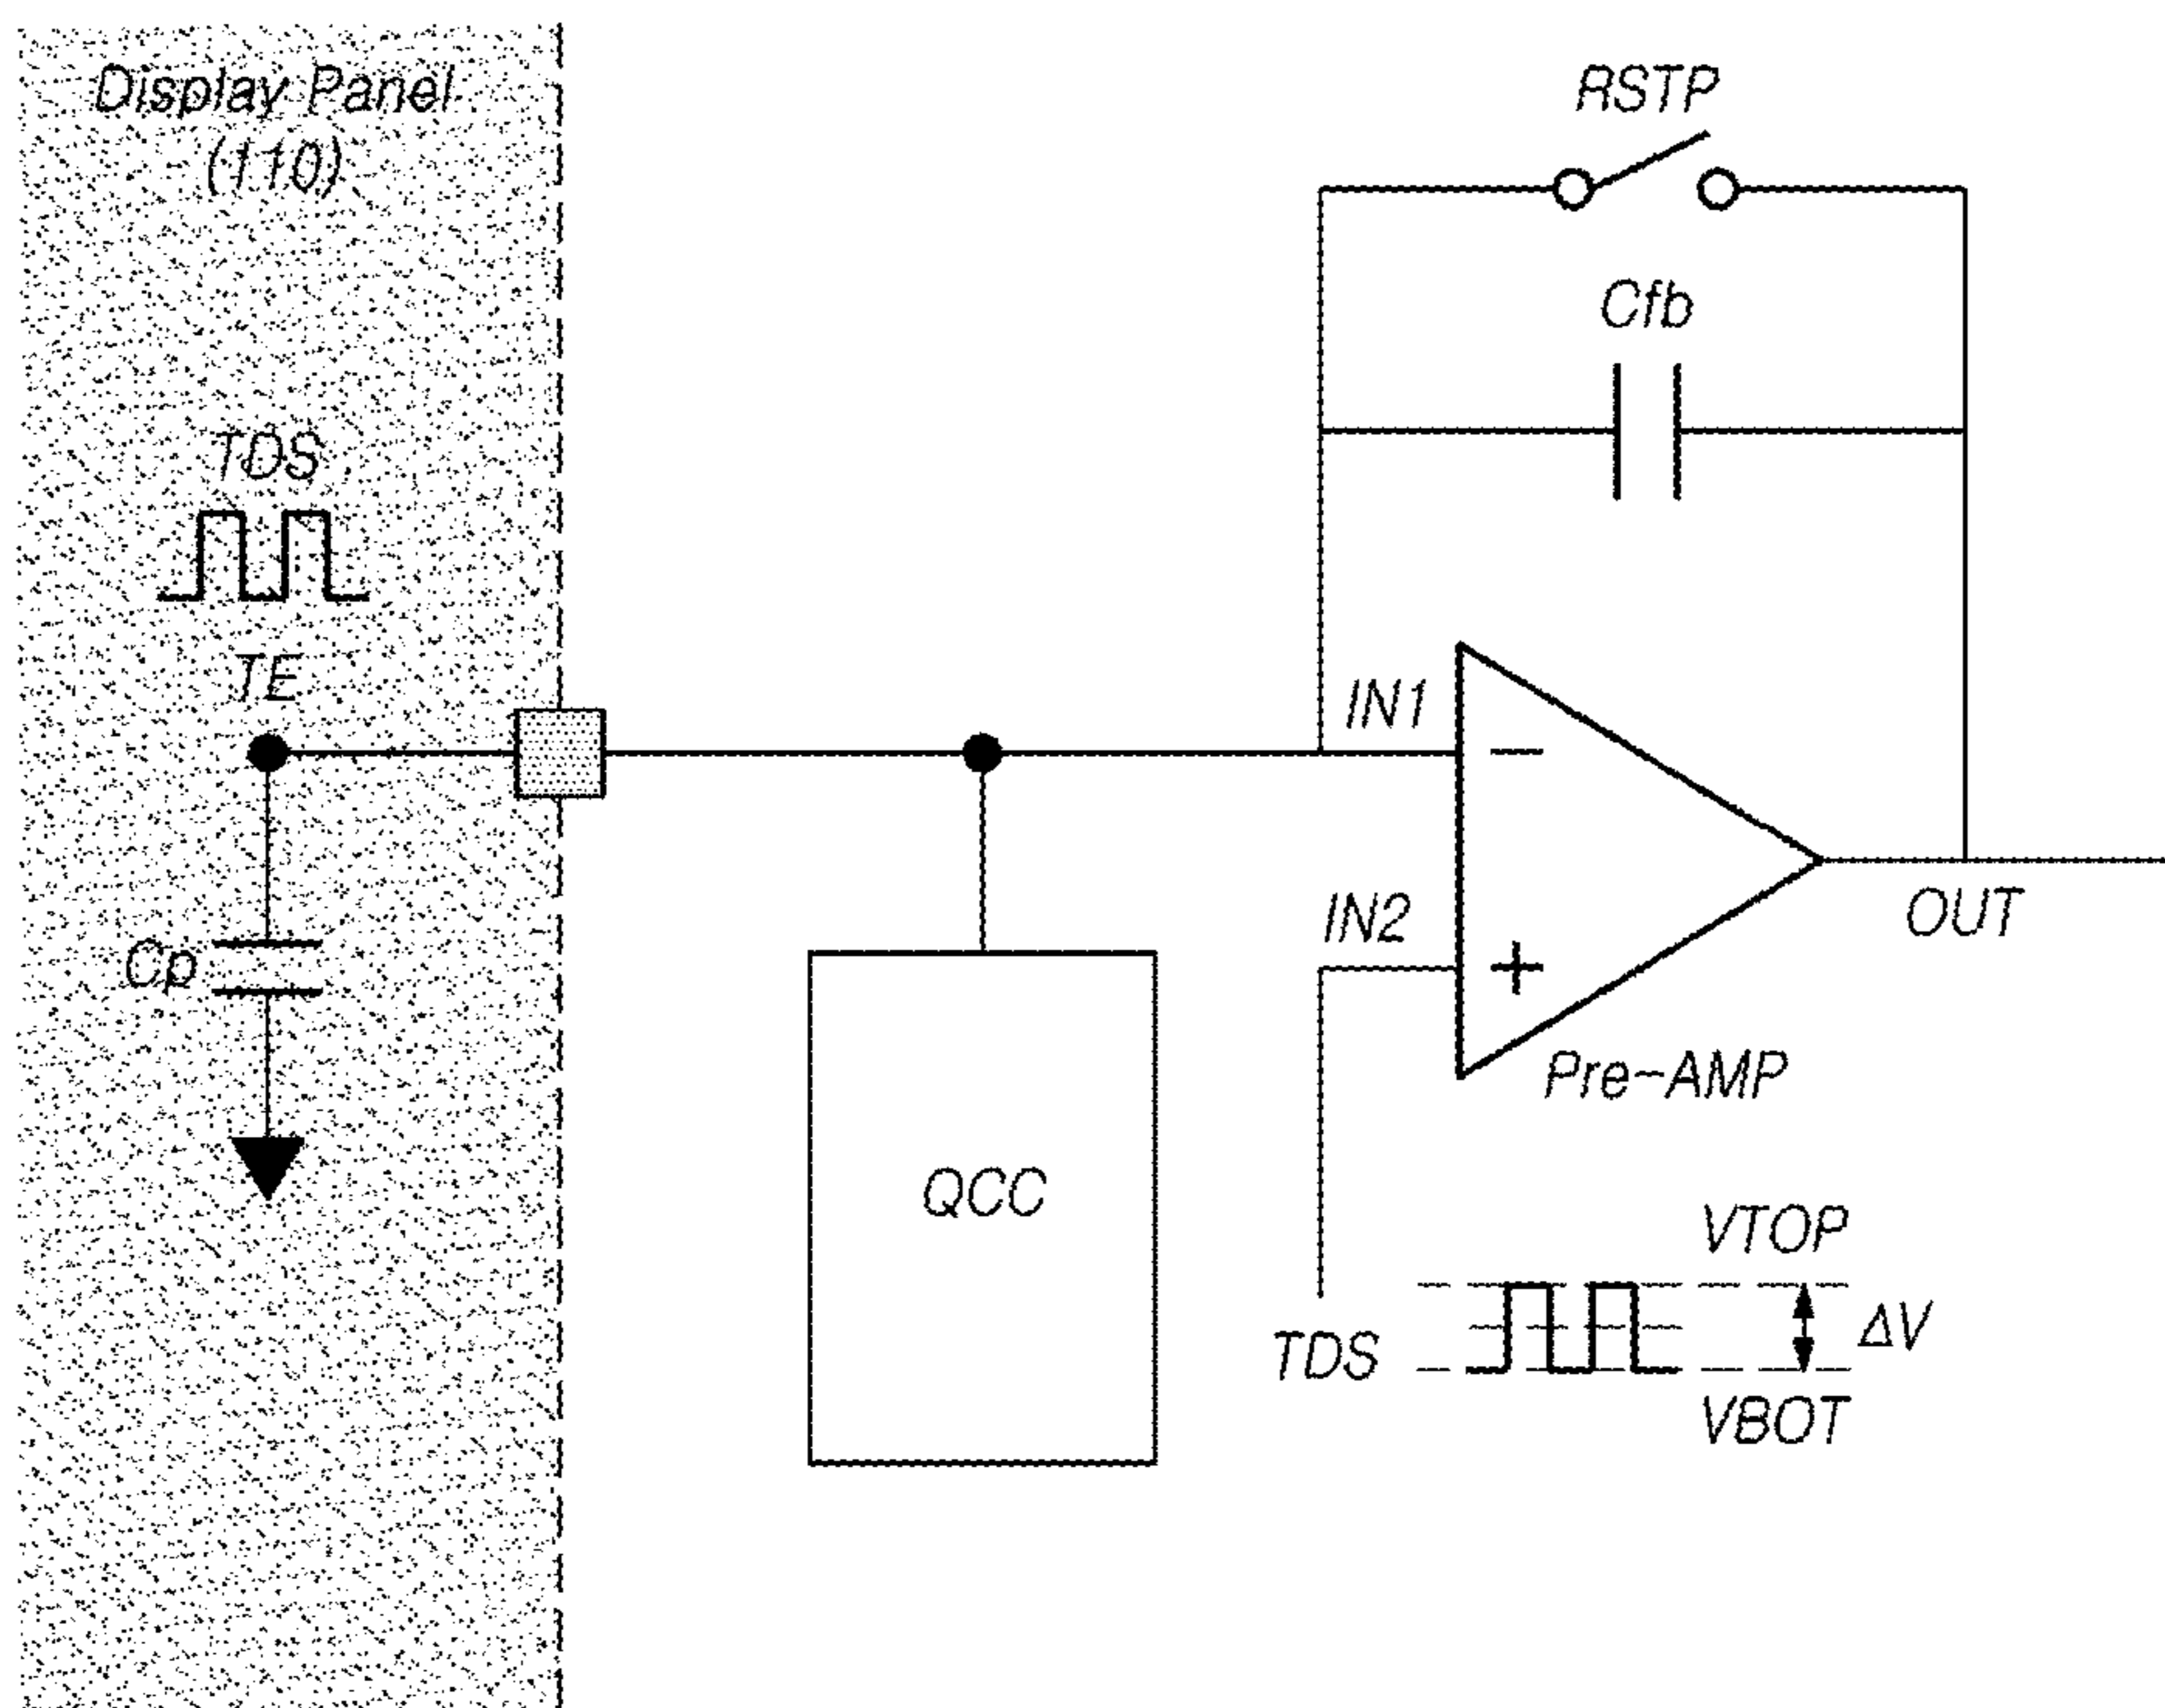 Display Panel
(110)
RSTP
Cfb
TDS
TE
IN1
−
IN2
+
OUT
Cp
Pre-AMP
QCC
VTOP
TDS
ΔV
VBOT